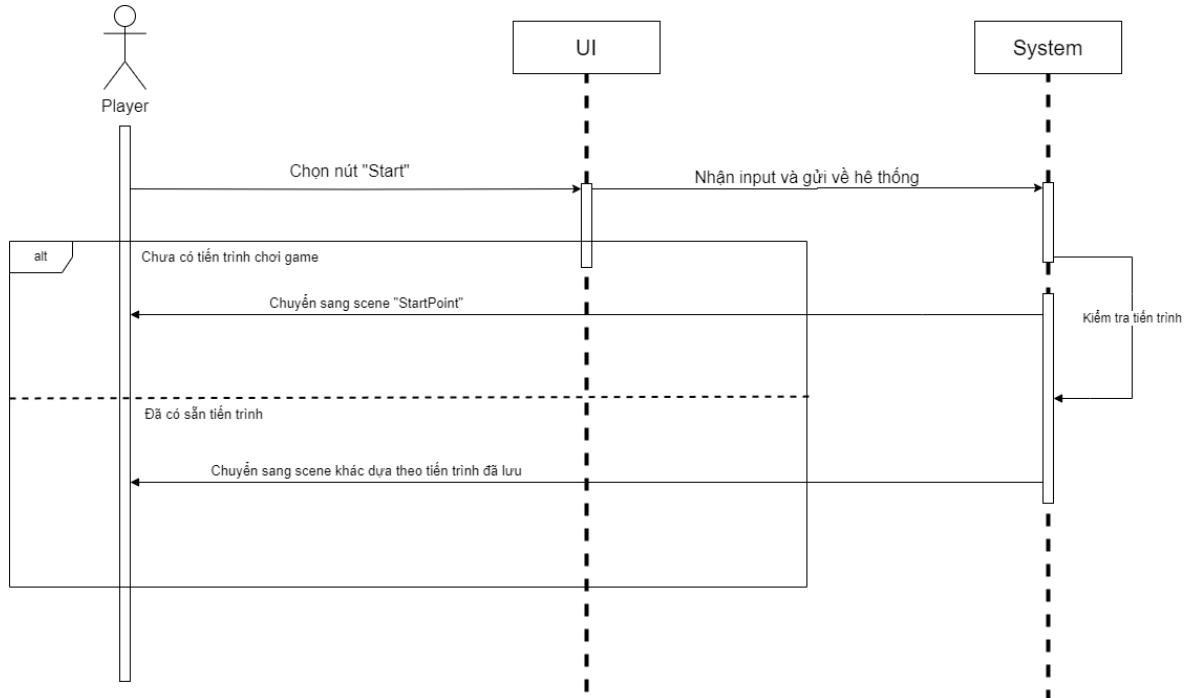 UI
System
Player
Chọn nút "Start"
Nhận input và gửi về hê thống
alt
Chưa có tiến trình chơi game
Chuyển sang scene "StartPoint"
Kiểm tra tiến trình
Đã có sẵn tiến trình
Chuyển sang scene khác dựa theo tiến trình đã lưu